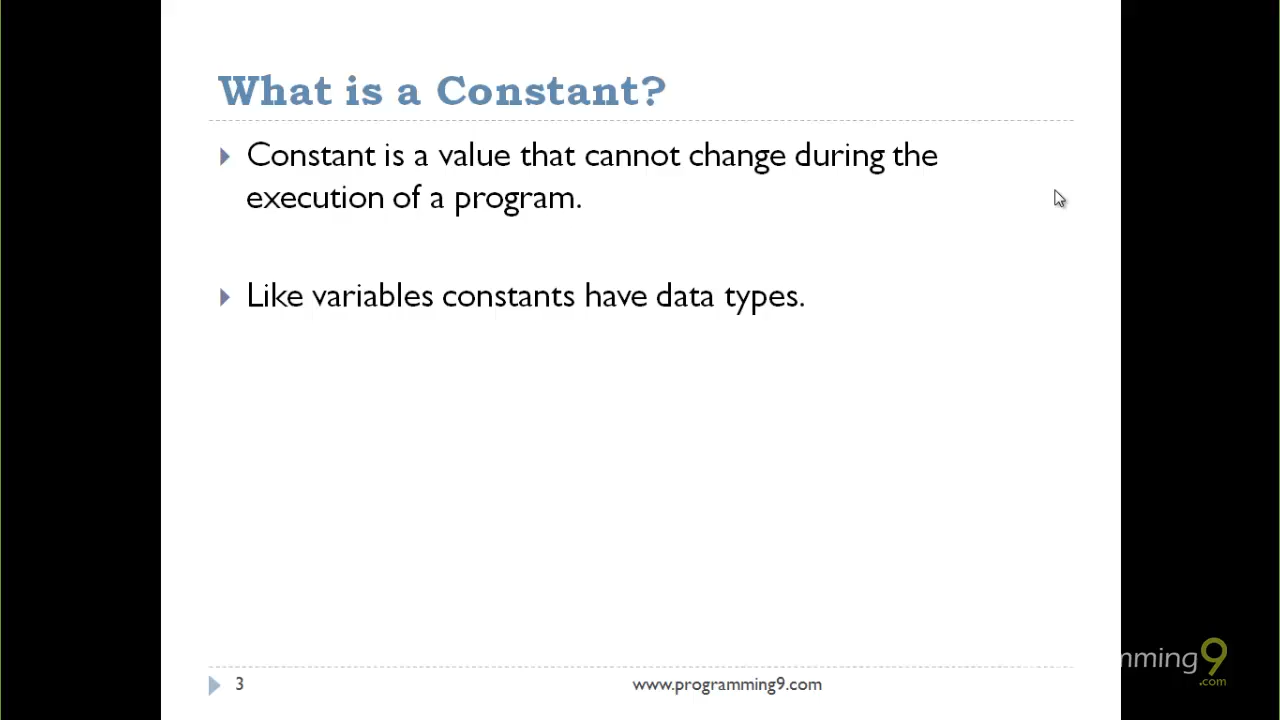 What is a Constant?
Constant is a value that cannot change during the
execution of a program.
Like variables constants have data types.
3
www.programming9.com
mming9
.com